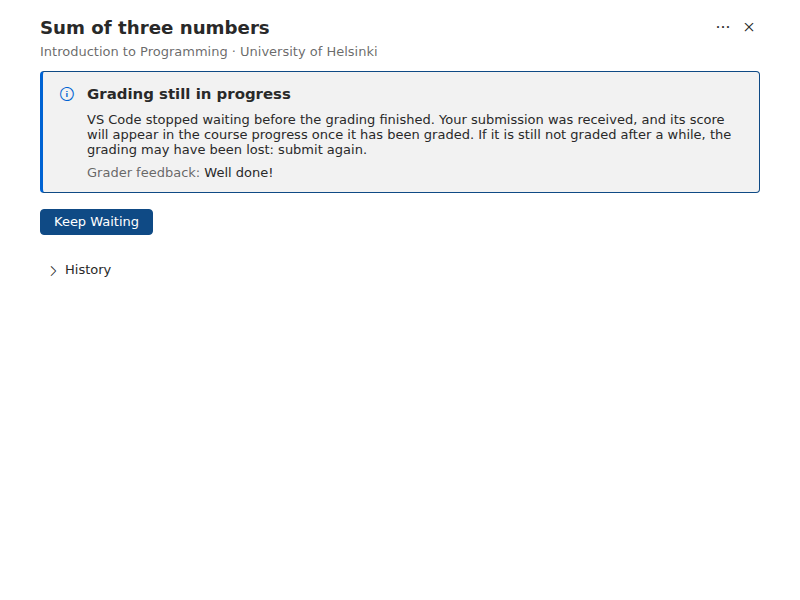 Sum of three numbers
Introduction to Programming · University of Helsinki
Grading still in progress
VS Code stopped waiting before the grading finished. Your submission was received, and its score
will appear in the course progress once it has been graded. If it is still not graded after a while, the
grading may have been lost: submit again.
Grader feedback: Well done!
Keep Waiting
History